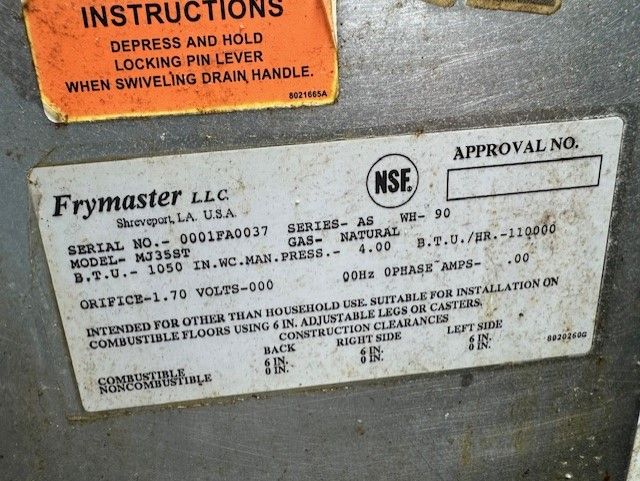 INSTRUCTIONS
DEPRESS AND HOLD
LOCKING PIN LEVER
WHEN SWIVELING DRAIN HANDLE.
8021665A
Frymaster L.L.C.
Shreveport, LA. U.S.A.
NSF.
APPROVAL NO.
SERIAL NO.- 0001FA0037 SERIES- AS WH- 90
MODEL- MJ35ST GAS- NATURAL
B.T.U.- 1050 IN.WC.MAN.PRESS.- 4.00 B.T.U./HR.-110000
ORIFICE-1.70 VOLTS-000 00Hz 0PHASE AMPS- .00
INTENDED FOR OTHER THAN HOUSEHOLD USE. SUITABLE FOR INSTALLATION ON
COMBUSTIBLE FLOORS USING 6 IN. ADJUSTABLE LEGS OR CASTERS.
CONSTRUCTION CLEARANCES
BACK RIGHT SIDE LEFT SIDE
COMBUSTIBLE 6 IN. 6 IN. 6 IN.
NONCOMBUSTIBLE 0 IN. 0 IN. 0 IN.
8020260G